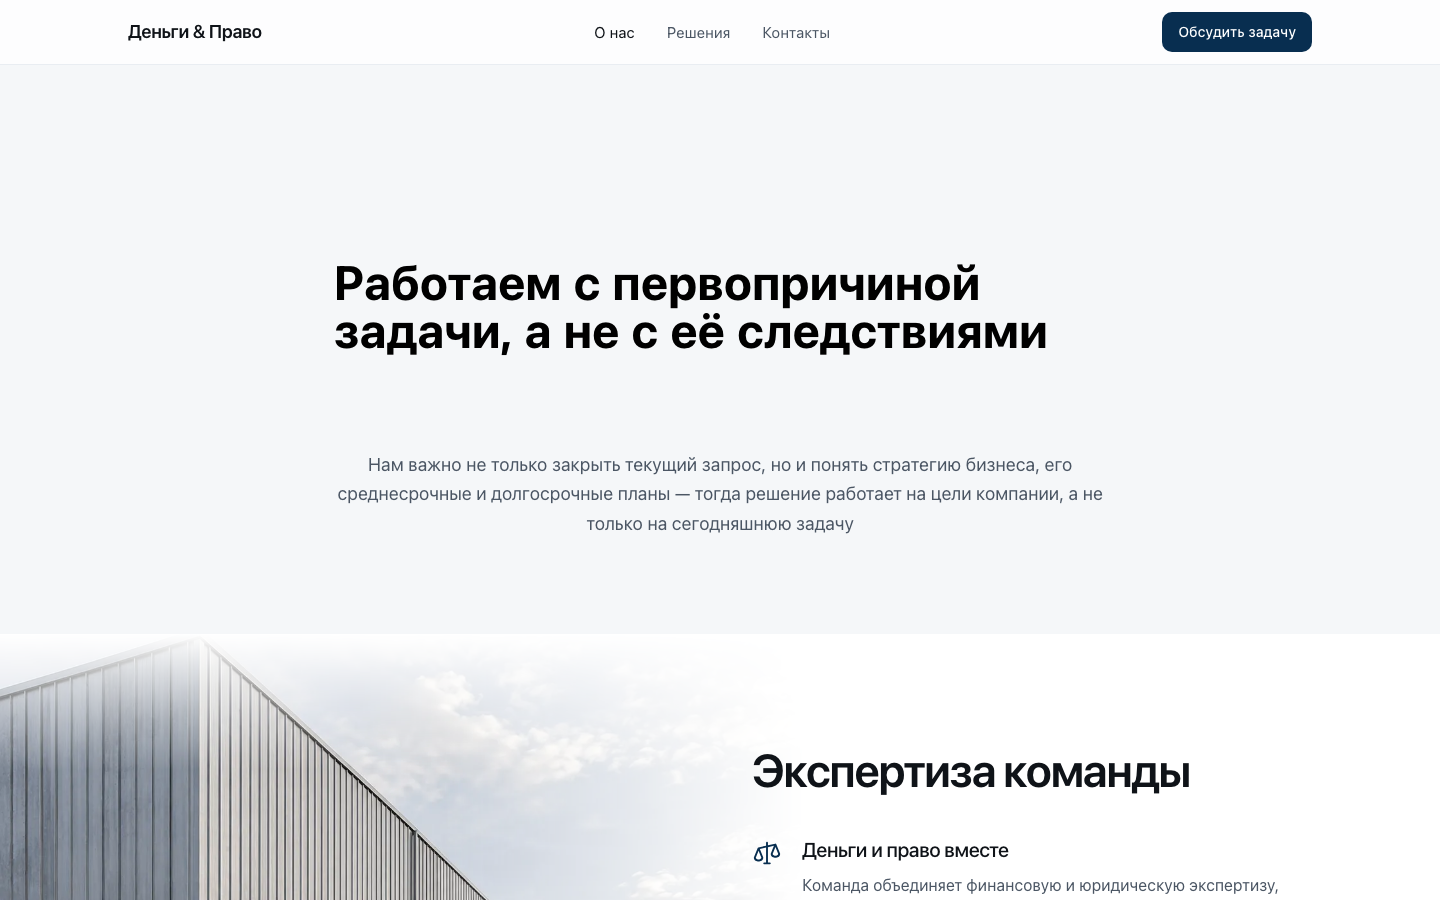 Деньги & Право
О нас
Решения
Контакты
Обсудить задачу
Работаем с первопричиной
задачи, а не с её следствиями
Нам важно не только закрыть текущий запрос, но и понять стратегию бизнеса, его
среднесрочные и долгосрочные планы — тогда решение работает на цели компании, а не
только на сегодняшнюю задачу
Экспертиза команды
Деньги и право вместе
Команда объединяет финансовую и юридическую экспертизу,